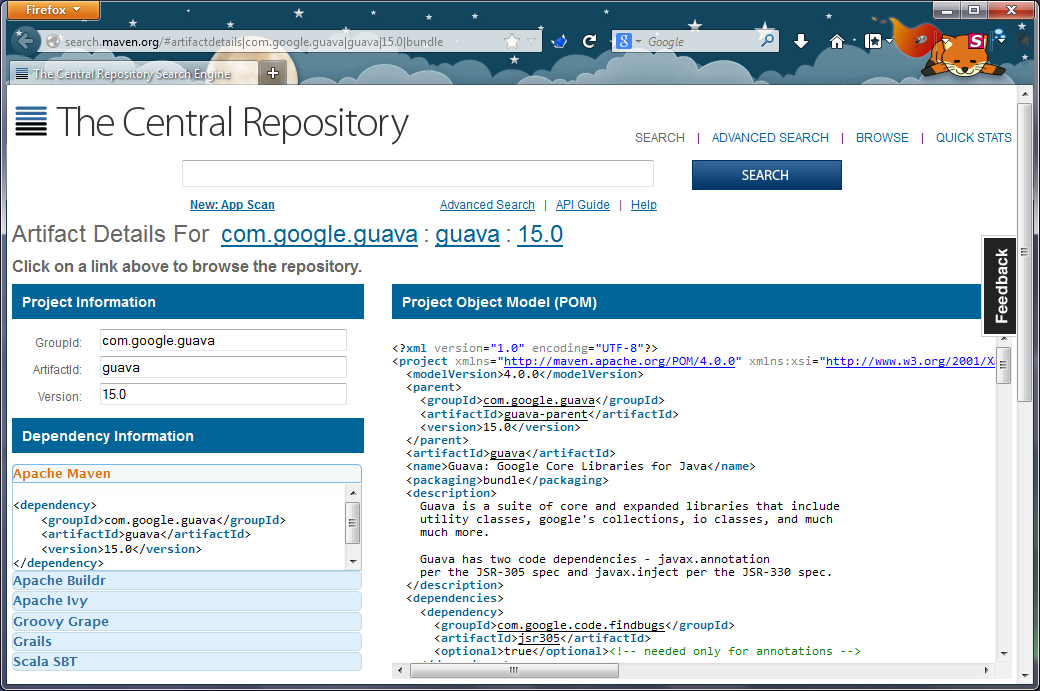 Firefox
search.maven.org/#artifactdetails|com.google.guava|guava|15.0|bundle
Google
The Central Repository Search Engine
The Central Repository
SEARCH | ADVANCED SEARCH | BROWSE | QUICK STATS
SEARCH
New: App Scan
Advanced Search | API Guide | Help
Artifact Details For com.google.guava : guava : 15.0
Click on a link above to browse the repository.
Feedback
Project Information
GroupId: com.google.guava
ArtifactId: guava
Version: 15.0
Dependency Information
Apache Maven
<dependency>
<groupId>com.google.guava</groupId>
<artifactId>guava</artifactId>
<version>15.0</version>
</dependency>
Apache Buildr
Apache Ivy
Groovy Grape
Grails
Scala SBT
Project Object Model (POM)
<?xml version="1.0" encoding="UTF-8"?>
<project xmlns="http://maven.apache.org/POM/4.0.0" xmlns:xsi="http://www.w3.org/2001/X
<modelVersion>4.0.0</modelVersion>
<parent>
<groupId>com.google.guava</groupId>
<artifactId>guava-parent</artifactId>
<version>15.0</version>
</parent>
<artifactId>guava</artifactId>
<name>Guava: Google Core Libraries for Java</name>
<packaging>bundle</packaging>
<description>
Guava is a suite of core and expanded libraries that include
utility classes, google's collections, io classes, and much
much more.
Guava has two code dependencies - javax.annotation
per the JSR-305 spec and javax.inject per the JSR-330 spec.
</description>
<dependencies>
<dependency>
<groupId>com.google.code.findbugs</groupId>
<artifactId>jsr305</artifactId>
<optional>true</optional><!-- needed only for annotations -->